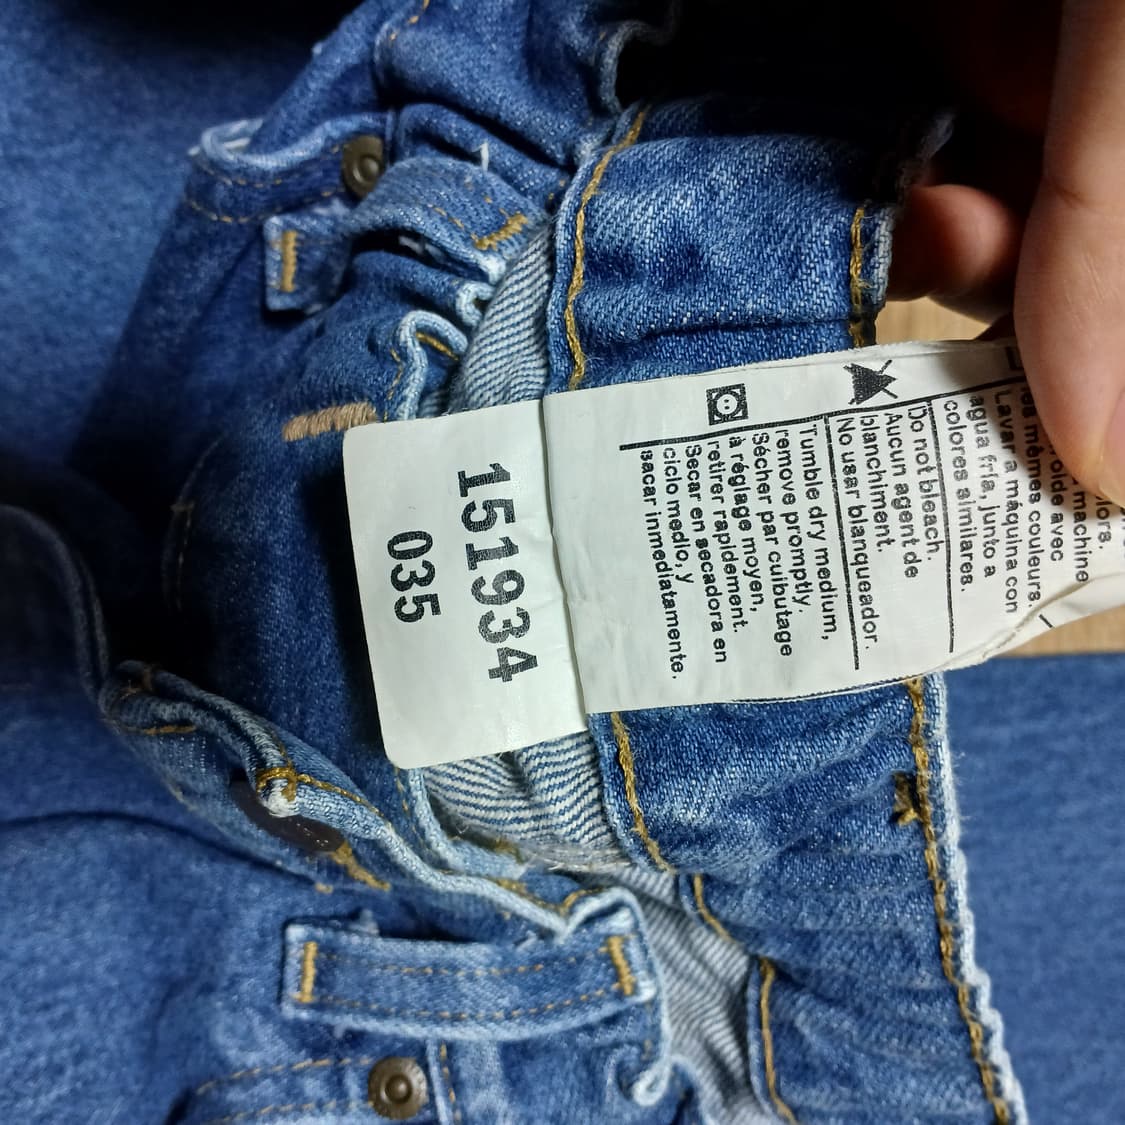 machine
colors.
froide avec
les mêmes couleurs.
Lavar a máquina con
agua fría, junto a
colores similares.
Do not bleach.
Aucun agent de
blanchiment.
No usar blanqueador.
Tumble dry medium,
remove promptly.
Sécher par culbutage
à réglage moyen,
retirer rapidement.
Secar en secadora en
ciclo medio, y
sacar inmediatamente.
151934
035